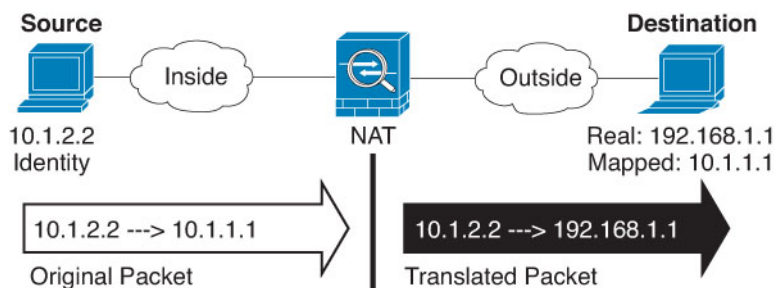 Source
Destination
Inside
Outside
10.1.2.2
Identity
NAT
Real: 192.168.1.1
Mapped: 10.1.1.1
10.1.2.2 ---> 10.1.1.1
10.1.2.2 ---> 192.168.1.1
Original Packet
Translated Packet